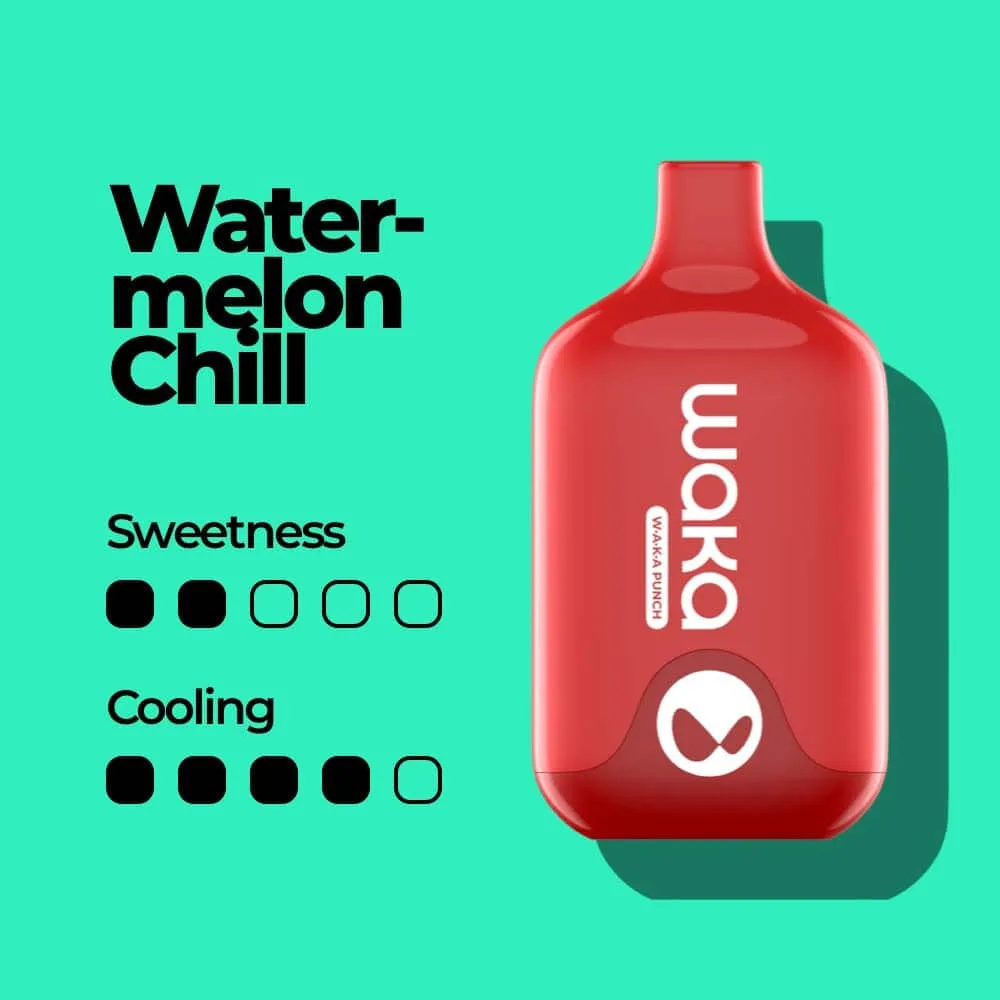 Water-
melon
Chill
Sweetness
Cooling
waka
W·A·K·A PUNCH